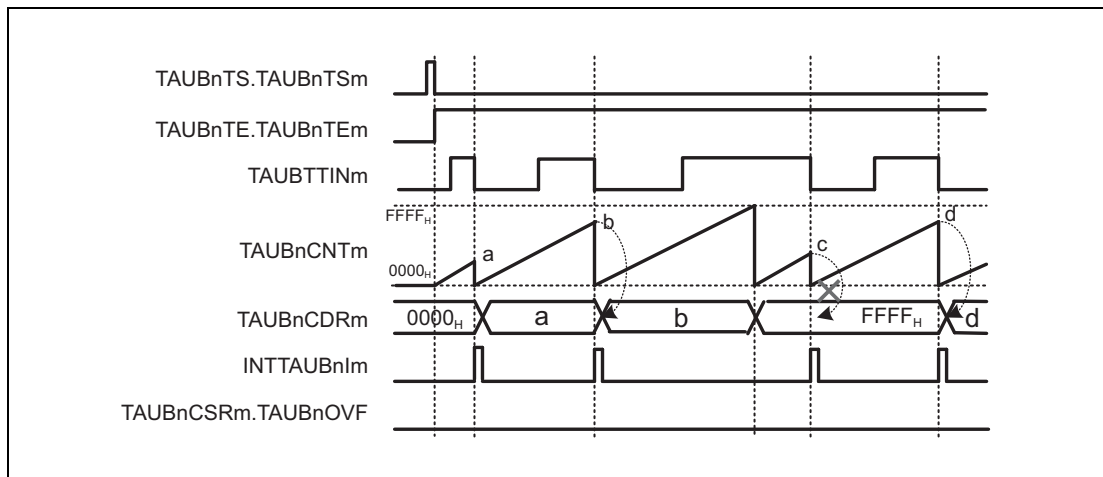 TAUBnTS.TAUBnTSm
TAUBnTE.TAUBnTEm
TAUBTTINm
FFFFH
b
d
a
c
TAUBnCNTm
0000H
TAUBnCDRm
0000H
a
b
FFFFH
d
INTTAUBnIm
TAUBnCSRm.TAUBnOVF